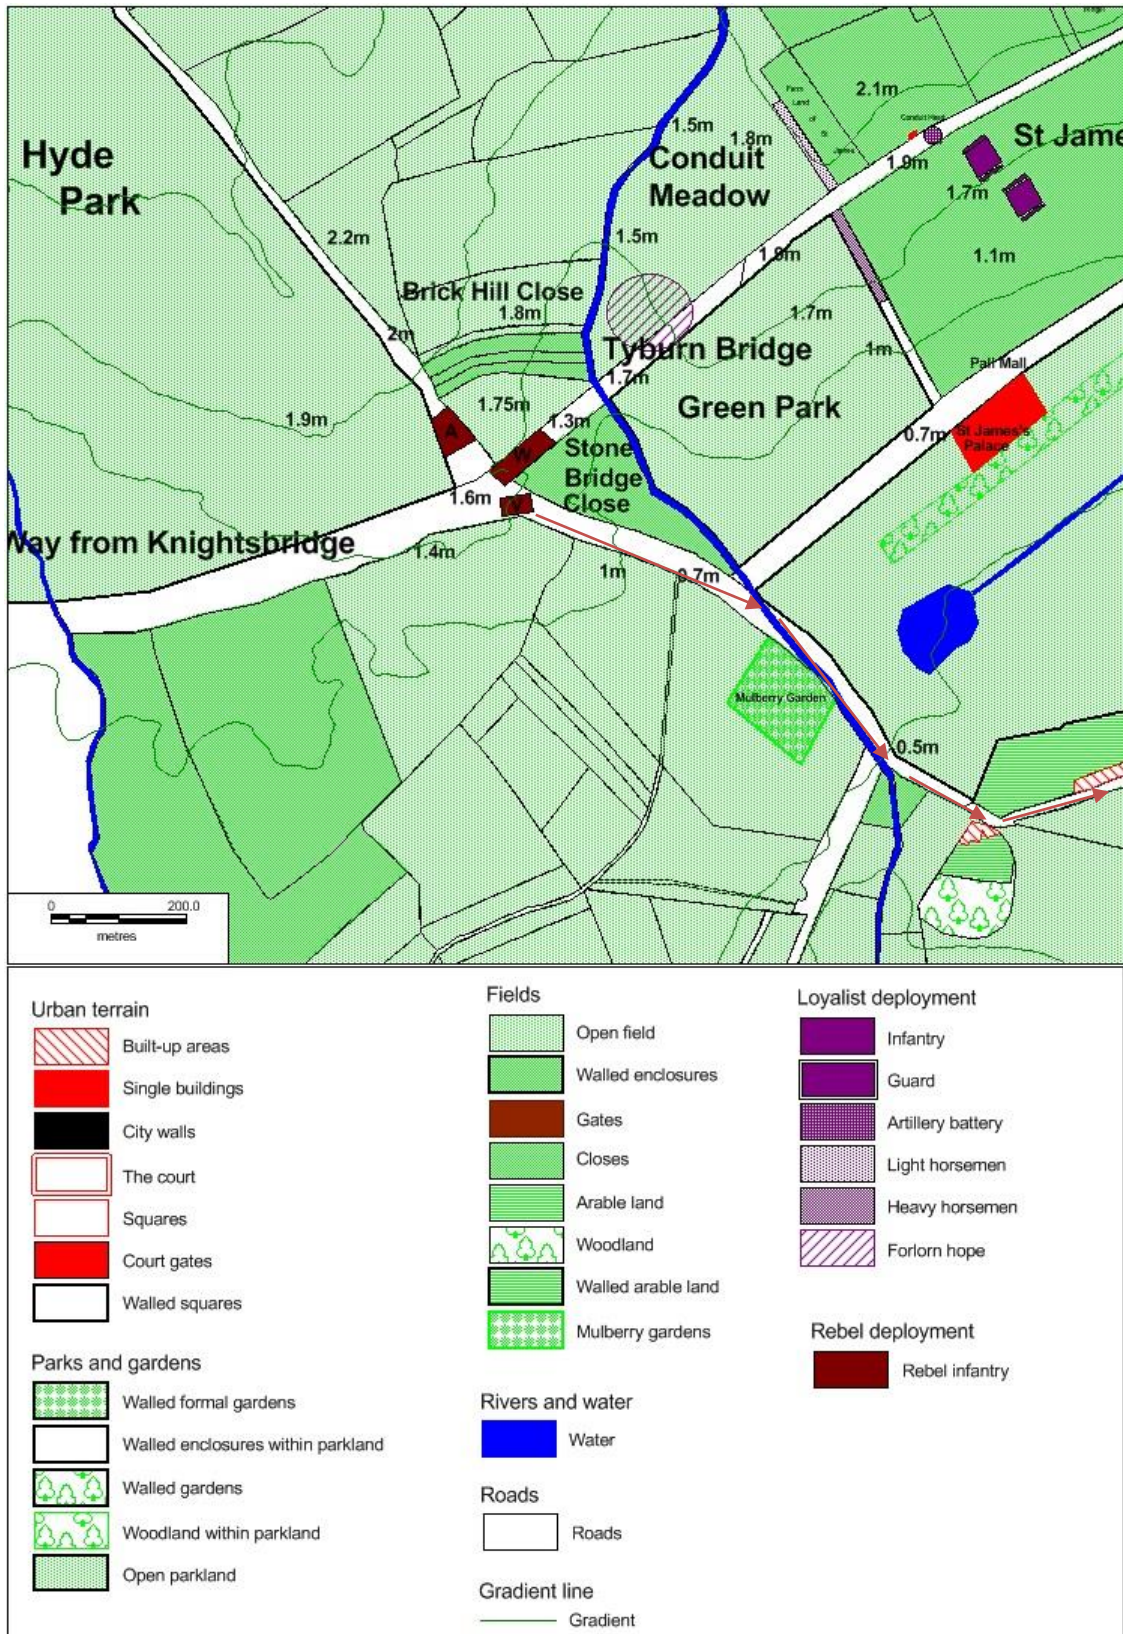 2.1m
Farm
Land
of
St
James
Conduit Head
1.5m
1.8m
Hyde
Park
Conduit
Meadow
St Jame
1.9m
1.7m
2.2m
1.5m
1.9m
1.1m
Brick Hill Close
1.8m
1.7m
2m
Tyburn Bridge
1m
Pall Mall
1.7m
1.9m
1.75m
1.3m
Green Park
A
W
Stone
Bridge
Close
0.7m
St James's
Palace
1.6m
Way from Knightsbridge
1.4m
1m
0.7m
Mulberry Garden
0.5m
0
200.0
metres
Urban terrain
Built-up areas
Single buildings
City walls
The court
Squares
Court gates
Walled squares
Parks and gardens
Walled formal gardens
Walled enclosures within parkland
Walled gardens
Woodland within parkland
Open parkland
Fields
Open field
Walled enclosures
Gates
Closes
Arable land
Woodland
Walled arable land
Mulberry gardens
Rivers and water
Water
Roads
Roads
Gradient line
Gradient
Loyalist deployment
Infantry
Guard
Artillery battery
Light horsemen
Heavy horsemen
Forlorn hope
Rebel deployment
Rebel infantry